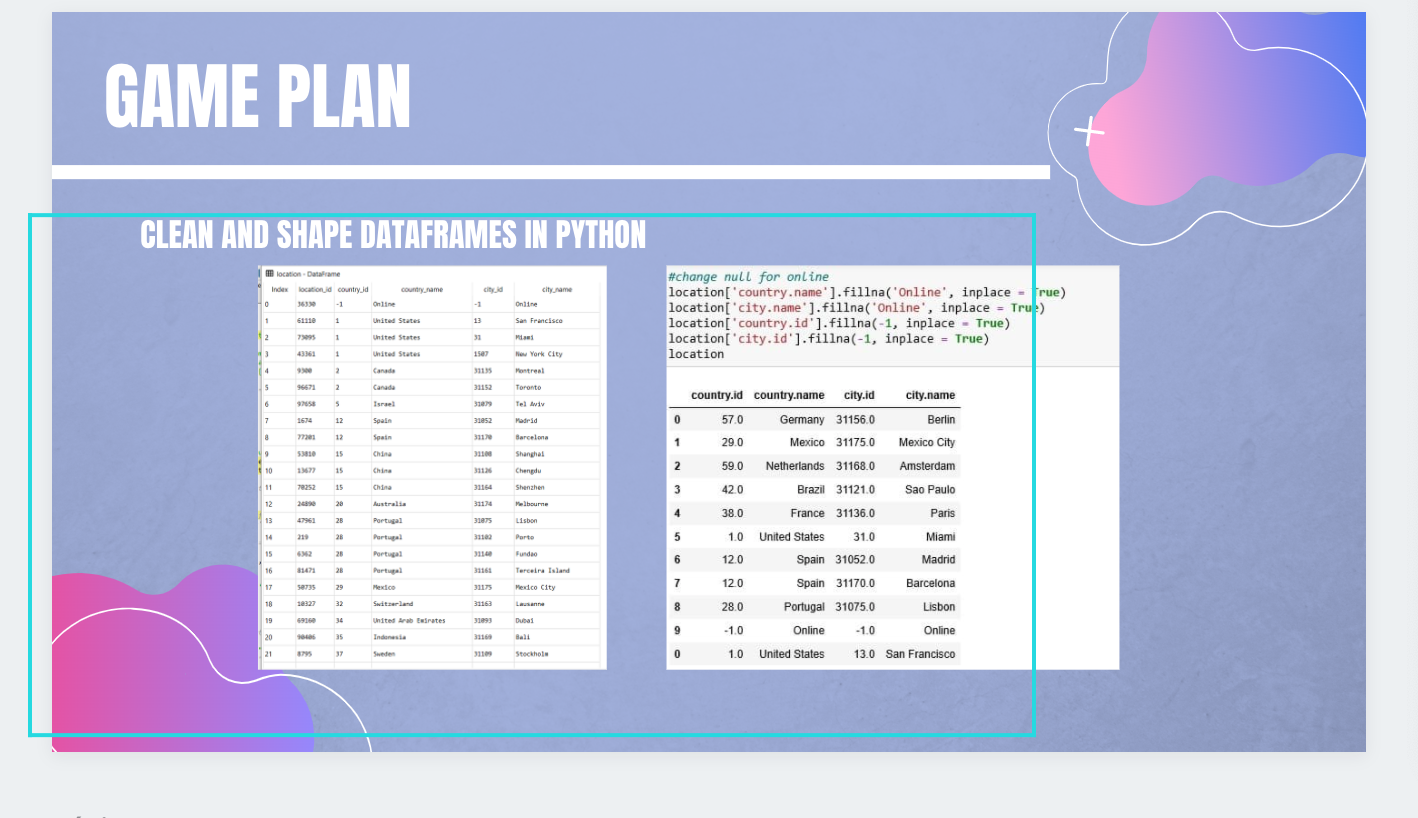 GAME PLAN
CLEAN AND SHAPE DATAFRAMES IN PYTHON
location - DataFrame
Index location_id country_id country_name city_id city_name
0 36330 -1 Online -1 Online
1 61110 1 United States 13 San Francisco
2 73095 1 United States 31 Miami
3 43361 1 United States 1507 New York City
4 9300 2 Canada 31135 Montreal
5 96671 2 Canada 31152 Toronto
6 97658 5 Israel 31079 Tel Aviv
7 1674 12 Spain 31052 Madrid
8 77201 12 Spain 31170 Barcelona
9 53810 15 China 31108 Shanghai
10 13677 15 China 31126 Chengdu
11 70252 15 China 31164 Shenzhen
12 24890 20 Australia 31174 Melbourne
13 47961 28 Portugal 31075 Lisbon
14 219 28 Portugal 31102 Porto
15 6362 28 Portugal 31140 Fundao
16 81471 28 Portugal 31161 Terceira Island
17 50735 29 Mexico 31175 Mexico City
18 10327 32 Switzerland 31163 Lausanne
19 69160 34 United Arab Emirates 31093 Dubai
20 90406 35 Indonesia 31169 Bali
21 8795 37 Sweden 31109 Stockholm
#change null for online
location['country.name'].fillna('Online', inplace = True)
location['city.name'].fillna('Online', inplace = True)
location['country.id'].fillna(-1, inplace = True)
location['city.id'].fillna(-1, inplace = True)
location
country.id country.name city.id city.name
0 57.0 Germany 31156.0 Berlin
1 29.0 Mexico 31175.0 Mexico City
2 59.0 Netherlands 31168.0 Amsterdam
3 42.0 Brazil 31121.0 Sao Paulo
4 38.0 France 31136.0 Paris
5 1.0 United States 31.0 Miami
6 12.0 Spain 31052.0 Madrid
7 12.0 Spain 31170.0 Barcelona
8 28.0 Portugal 31075.0 Lisbon
9 -1.0 Online -1.0 Online
0 1.0 United States 13.0 San Francisco